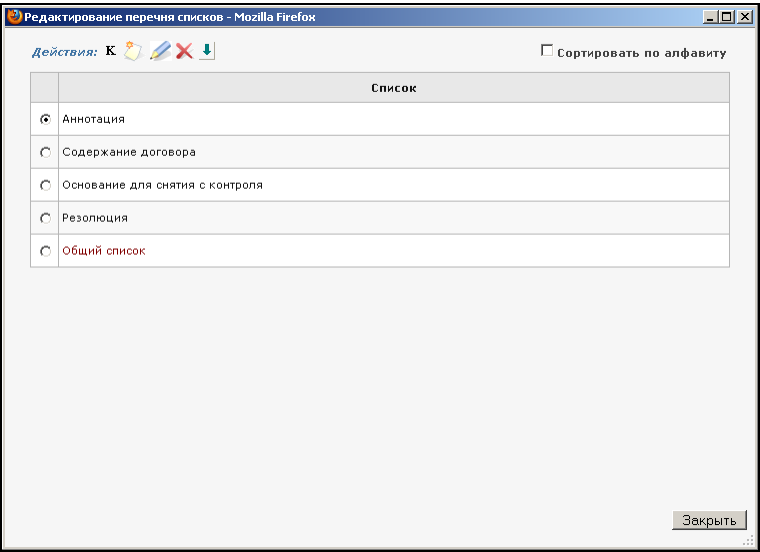 Редактирование перечня списков - Mozilla Firefox
Действия: К
Сортировать по алфавиту
Список
Аннотация
Содержание договора
Основание для снятия с контроля
Резолюция
Общий список
Закрыть